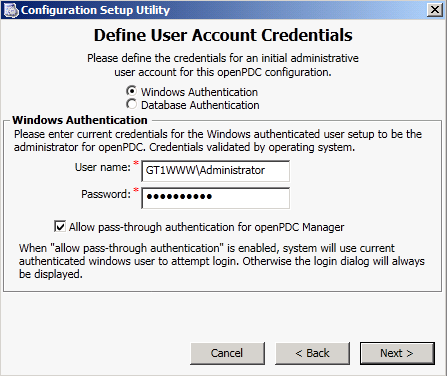 Configuration Setup Utility
Define User Account Credentials
Please define the credentials for an initial administrative
user account for this openPDC configuration.
Windows Authentication
Database Authentication
Windows Authentication
Please enter current credentials for the Windows authenticated user setup to be the
administrator for openPDC. Credentials validated by operating system.
User name: * GT1WWW\Administrator
Password: * ●●●●●●●●●●
Allow pass-through authentication for openPDC Manager
When "allow pass-through authentication" is enabled, system will use current
authenticated windows user to attempt login. Otherwise the login dialog will always
be displayed.
Cancel < Back Next >